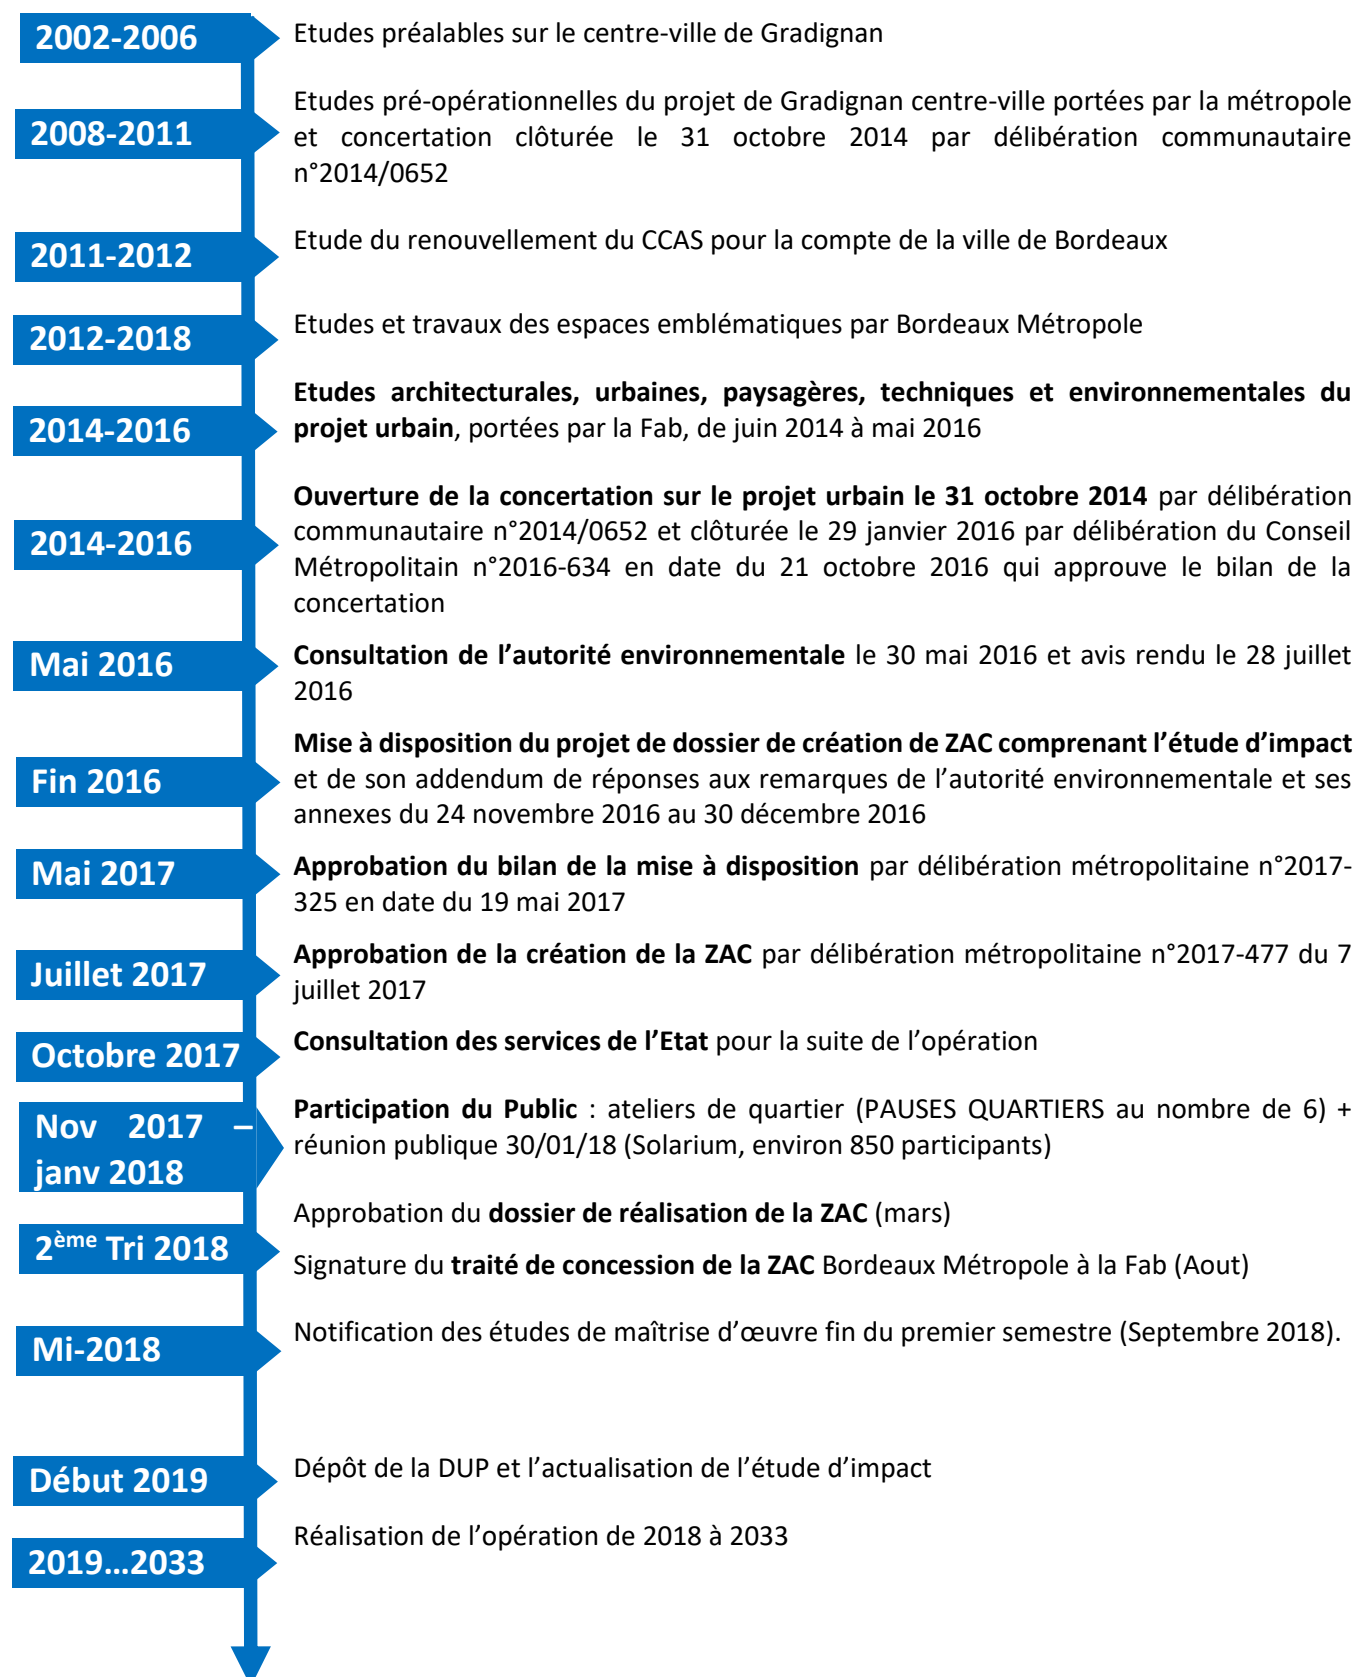 2002-2006
Etudes préalables sur le centre-ville de Gradignan
2008-2011
Etudes pré-opérationnelles du projet de Gradignan centre-ville portées par la métropole
et concertation clôturée le 31 octobre 2014 par délibération communautaire
n°2014/0652
2011-2012
Etude du renouvellement du CCAS pour la compte de la ville de Bordeaux
2012-2018
Etudes et travaux des espaces emblématiques par Bordeaux Métropole
2014-2016
Etudes architecturales, urbaines, paysagères, techniques et environnementales du
projet urbain, portées par la Fab, de juin 2014 à mai 2016
2014-2016
Ouverture de la concertation sur le projet urbain le 31 octobre 2014 par délibération
communautaire n°2014/0652 et clôturée le 29 janvier 2016 par délibération du Conseil
Métropolitain n°2016-634 en date du 21 octobre 2016 qui approuve le bilan de la
concertation
Mai 2016
Consultation de l’autorité environnementale le 30 mai 2016 et avis rendu le 28 juillet
2016
Fin 2016
Mise à disposition du projet de dossier de création de ZAC comprenant l’étude d’impact
et de son addendum de réponses aux remarques de l’autorité environnementale et ses
annexes du 24 novembre 2016 au 30 décembre 2016
Mai 2017
Approbation du bilan de la mise à disposition par délibération métropolitaine n°2017-
325 en date du 19 mai 2017
Juillet 2017
Approbation de la création de la ZAC par délibération métropolitaine n°2017-477 du 7
juillet 2017
Octobre 2017
Consultation des services de l’Etat pour la suite de l’opération
Nov 2017 –
janv 2018
Participation du Public : ateliers de quartier (PAUSES QUARTIERS au nombre de 6) +
réunion publique 30/01/18 (Solarium, environ 850 participants)
2ème Tri 2018
Approbation du dossier de réalisation de la ZAC (mars)
Signature du traité de concession de la ZAC Bordeaux Métropole à la Fab (Aout)
Mi-2018
Notification des études de maîtrise d’œuvre fin du premier semestre (Septembre 2018).
Début 2019
Dépôt de la DUP et l’actualisation de l’étude d’impact
2019…2033
Réalisation de l’opération de 2018 à 2033